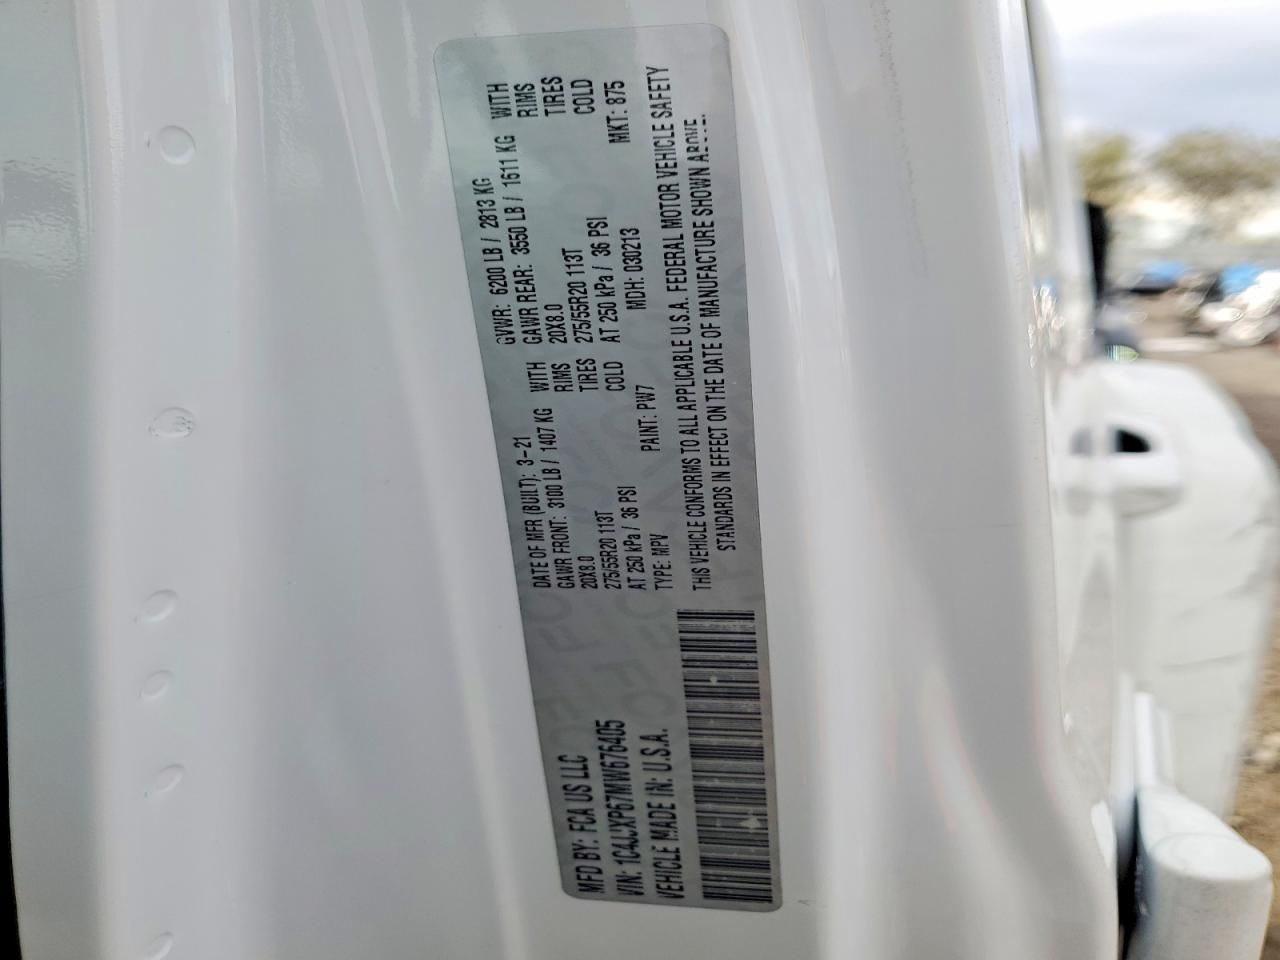 MFD BY: FCA US LLC
VIN: 1C4JJXP67MW676405
VEHICLE MADE IN: U.S.A.
DATE OF MFR (BUILT): 3-21 GVWR: 6200 LB / 2813 KG
GAWR FRONT: 3100 LB / 1407 KG WITH GAWR REAR: 3550 LB / 1611 KG WITH
20X8.0 RIMS 20X8.0 RIMS
275/55R20 113T TIRES 275/55R20 113T TIRES
AT 250 kPa / 36 PSI COLD AT 250 kPa / 36 PSI COLD
TYPE: MPV PAINT: PW7 MDH: 030213 MKT: 875
THIS VEHICLE CONFORMS TO ALL APPLICABLE U.S.A. FEDERAL MOTOR VEHICLE SAFETY
STANDARDS IN EFFECT ON THE DATE OF MANUFACTURE SHOWN ABOVE.